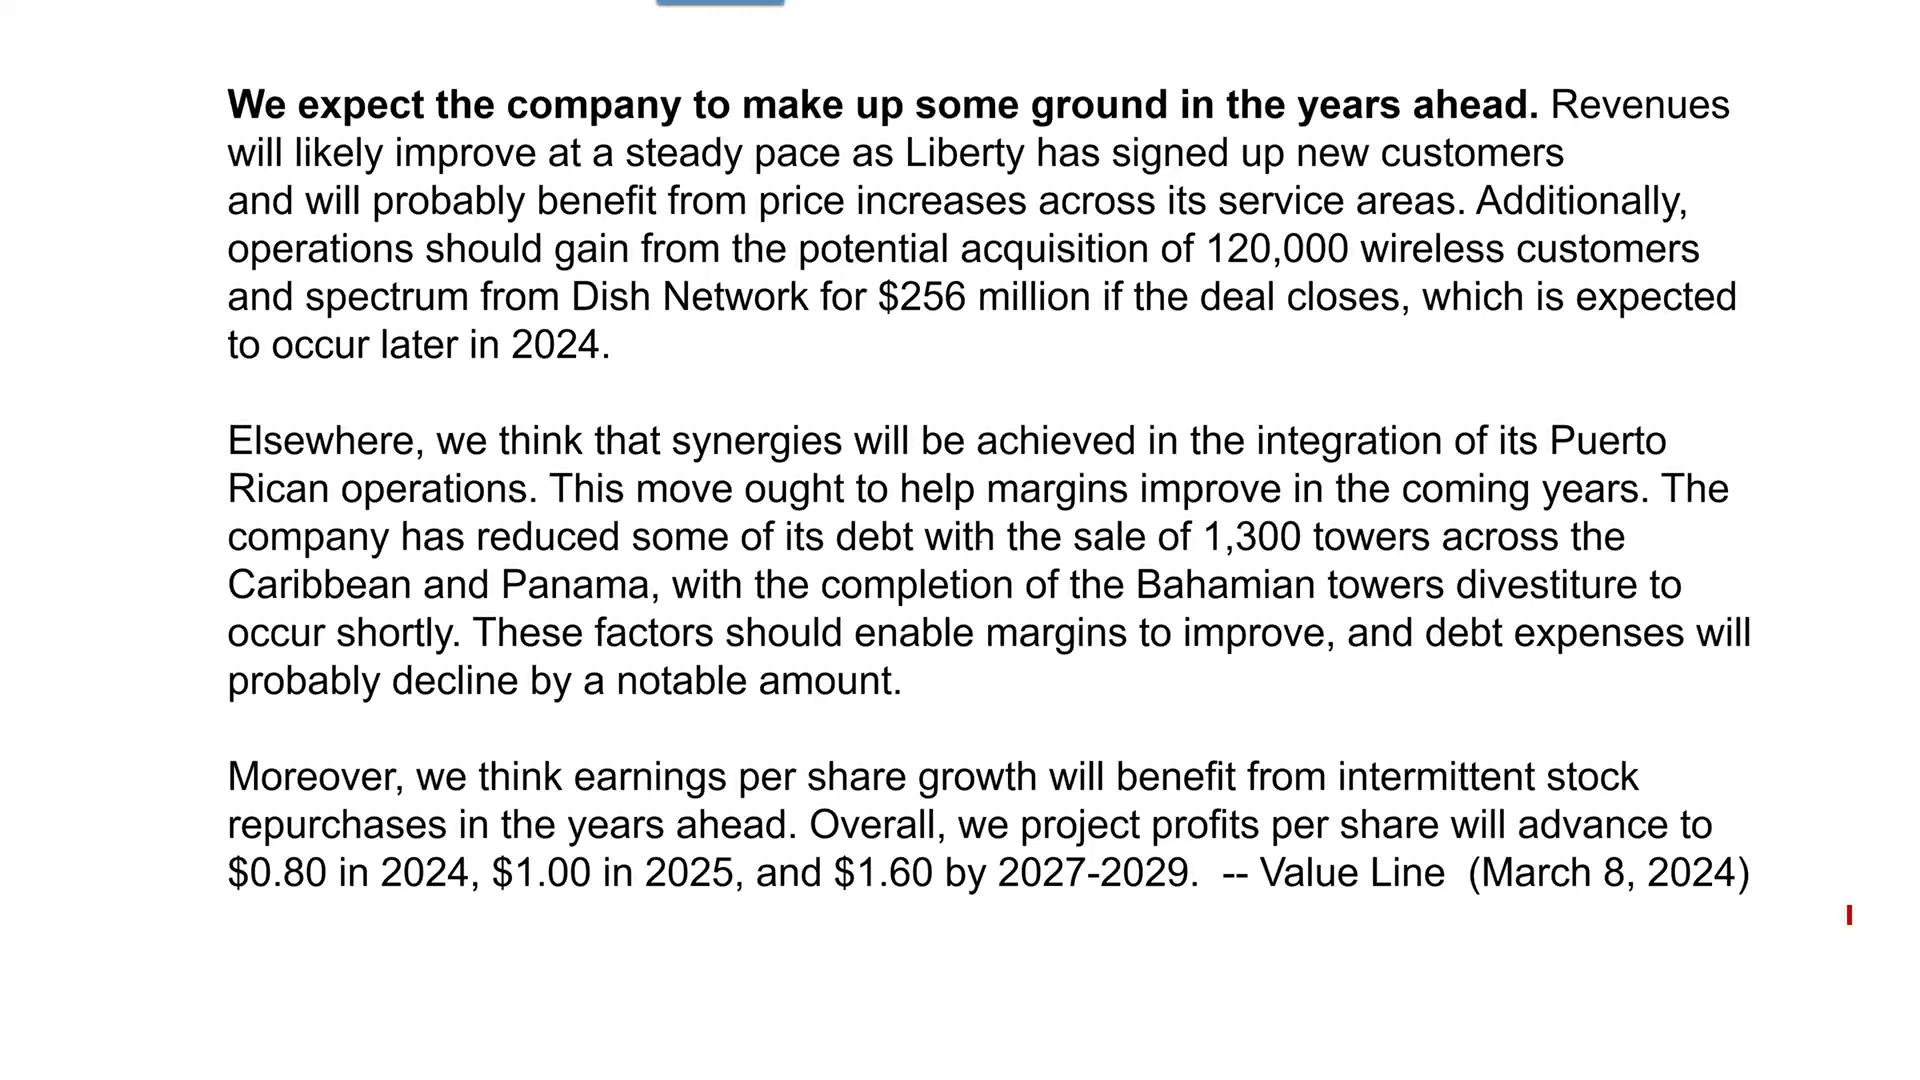 We expect the company to make up some ground in the years ahead. Revenues
will likely improve at a steady pace as Liberty has signed up new customers
and will probably benefit from price increases across its service areas. Additionally,
operations should gain from the potential acquisition of 120,000 wireless customers
and spectrum from Dish Network for $256 million if the deal closes, which is expected
to occur later in 2024.
Elsewhere, we think that synergies will be achieved in the integration of its Puerto
Rican operations. This move ought to help margins improve in the coming years. The
company has reduced some of its debt with the sale of 1,300 towers across the
Caribbean and Panama, with the completion of the Bahamian towers divestiture to
occur shortly. These factors should enable margins to improve, and debt expenses will
probably decline by a notable amount.
Moreover, we think earnings per share growth will benefit from intermittent stock
repurchases in the years ahead. Overall, we project profits per share will advance to
$0.80 in 2024, $1.00 in 2025, and $1.60 by 2027-2029.  -- Value Line  (March 8, 2024)